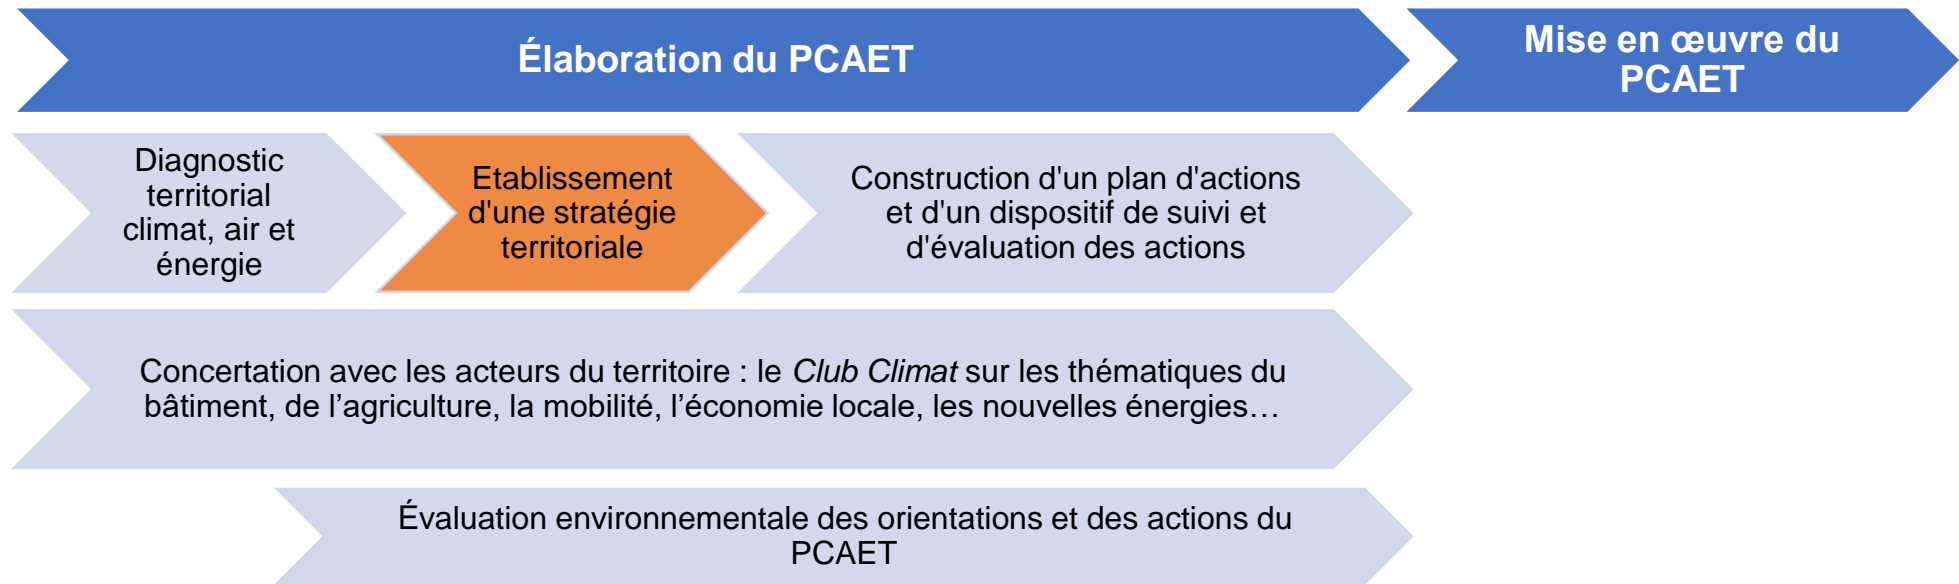 Élaboration du PCAET
Mise en œuvre du
PCAET
Diagnostic
territorial
climat, air et
énergie
Etablissement
d'une stratégie
territoriale
Construction d'un plan d'actions
et d'un dispositif de suivi et
d'évaluation des actions
Concertation avec les acteurs du territoire : le Club Climat sur les thématiques du
bâtiment, de l’agriculture, la mobilité, l’économie locale, les nouvelles énergies…
Évaluation environnementale des orientations et des actions du
PCAET